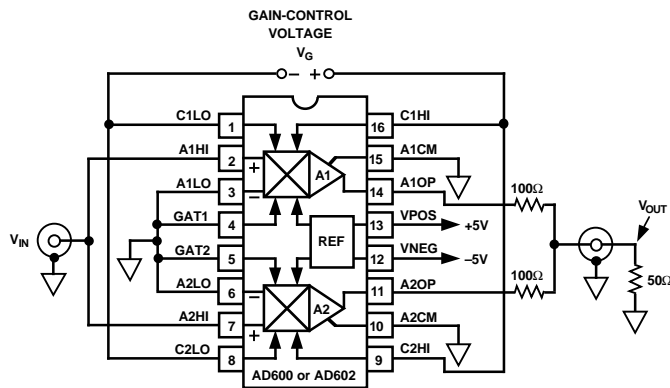 GAIN-CONTROL
VOLTAGE
VG
– +
C1LO 1 16 C1HI
A1HI 2 + 15 A1CM
A1LO 3 – A1 14 A1OP 100Ω
GAT1 4 13 VPOS +5V VOUT
VIN REF
GAT2 5 12 VNEG –5V 50Ω
A2LO 6 – 11 A2OP 100Ω
A2HI 7 + A2 10 A2CM
C2LO 8 9 C2HI
AD600 or AD602